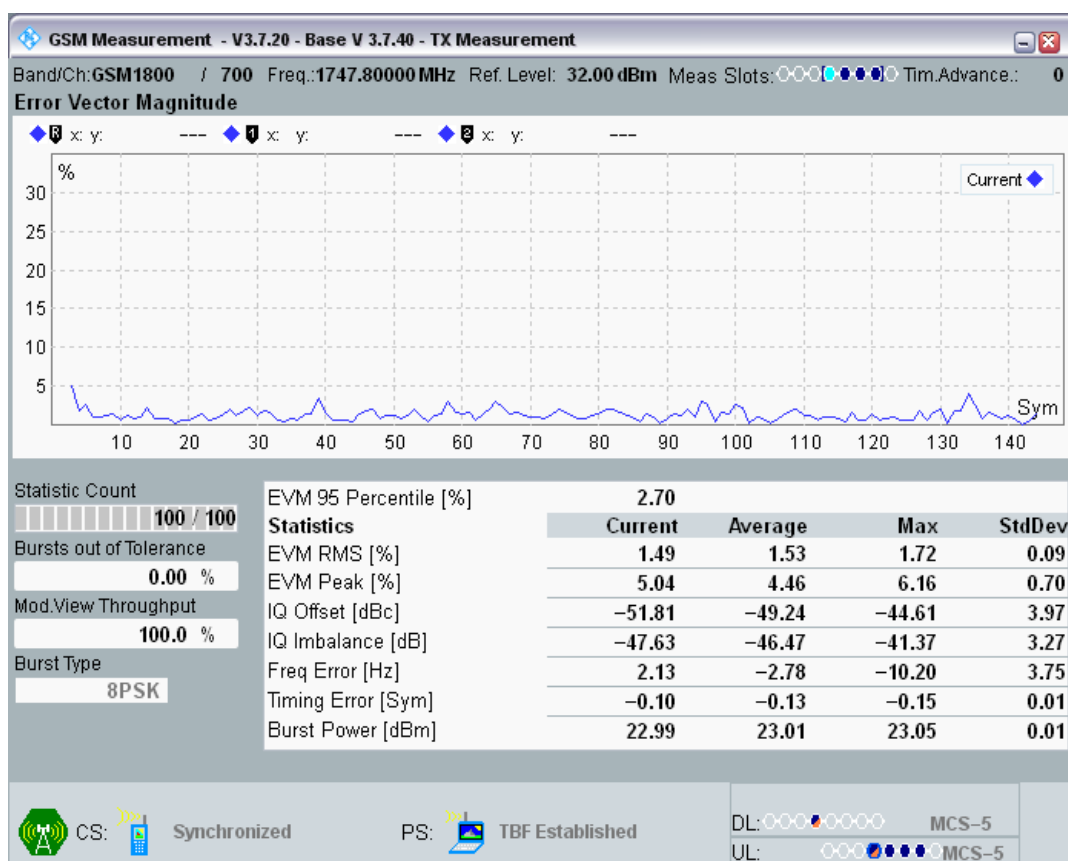 GSM Measurement - V3.7.20 - Base V 3.7.40 - TX Measurement
Band/Ch:GSM1800 / 700 Freq.:1747.80000 MHz Ref. Level: 32.00 dBm Meas Slots: Tim.Advance.: 0
Error Vector Magnitude
R x: y: --- 1 x: y: --- 2 x: y: ---
%
Current
30
25
20
15
10
5
Sym
10 20 30 40 50 60 70 80 90 100 110 120 130 140
Statistic Count
100 / 100
Bursts out of Tolerance
0.00 %
Mod.View Throughput
100.0 %
Burst Type
8PSK
EVM 95 Percentile [%] 2.70
Statistics Current Average Max StdDev
EVM RMS [%] 1.49 1.53 1.72 0.09
EVM Peak [%] 5.04 4.46 6.16 0.70
IQ Offset [dBc] −51.81 −49.24 −44.61 3.97
IQ Imbalance [dB] −47.63 −46.47 −41.37 3.27
Freq Error [Hz] 2.13 −2.78 −10.20 3.75
Timing Error [Sym] −0.10 −0.13 −0.15 0.01
Burst Power [dBm] 22.99 23.01 23.05 0.01
CS: Synchronized PS: TBF Established
DL: MCS−5
UL: MCS−5